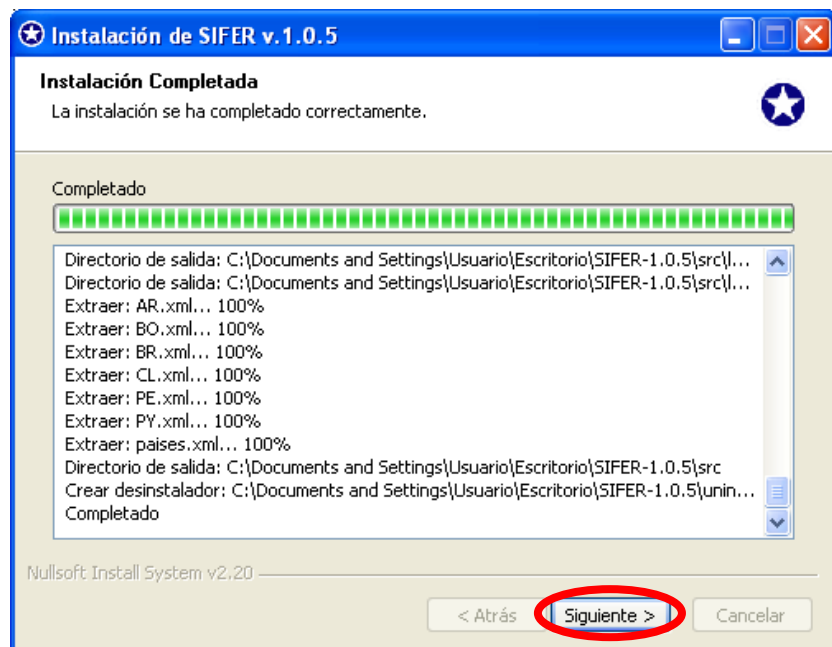 Instalación de SIFER v.1.0.5
Instalación Completada
La instalación se ha completado correctamente.
Completado
Directorio de salida: C:\Documents and Settings\Usuario\Escritorio\SIFER-1.0.5\src\l...
Directorio de salida: C:\Documents and Settings\Usuario\Escritorio\SIFER-1.0.5\src\l...
Extraer: AR.xml... 100%
Extraer: BO.xml... 100%
Extraer: BR.xml... 100%
Extraer: CL.xml... 100%
Extraer: PE.xml... 100%
Extraer: PY.xml... 100%
Extraer: paises.xml... 100%
Directorio de salida: C:\Documents and Settings\Usuario\Escritorio\SIFER-1.0.5\src
Crear desinstalador: C:\Documents and Settings\Usuario\Escritorio\SIFER-1.0.5\unin...
Completado
Nullsoft Install System v2.20
< Atrás Siguiente > Cancelar